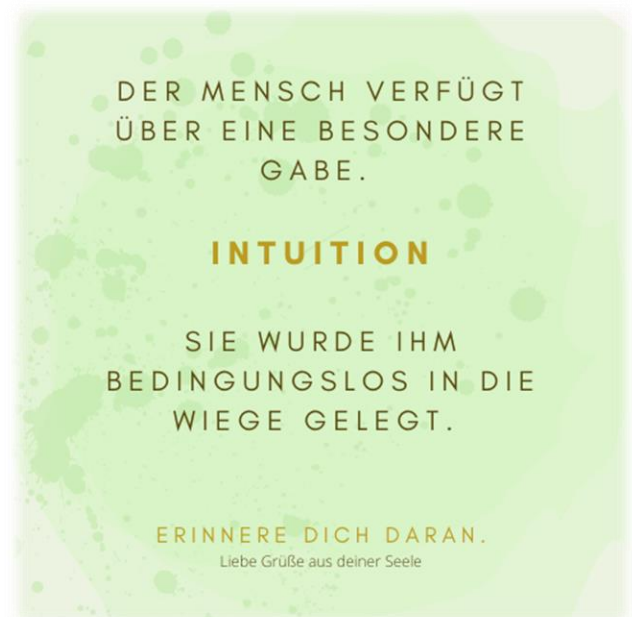 DER MENSCH VERFÜGT
ÜBER EINE BESONDERE
GABE.
INTUITION
SIE WURDE IHM
BEDINGUNGSLOS IN DIE
WIEGE GELEGT.
ERINNERE DICH DARAN.
Liebe Grüße aus deiner Seele